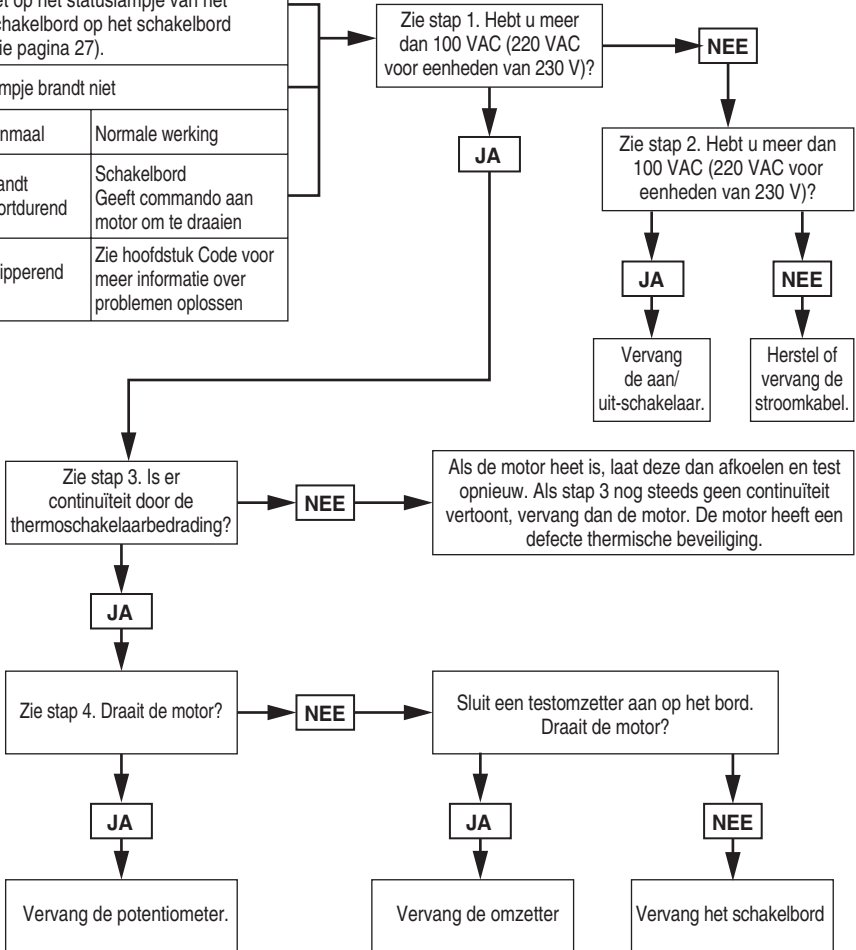 et op het statuslampje van het
chakelbord op het schakelbord
ie pagina 27).
mpje brandt niet
nmaal
Normale werking
andt
ortdurend
Schakelbord
Geeft commando aan
motor om te draaien
ipperend
Zie hoofdstuk Code voor
meer informatie over
problemen oplossen
Zie stap 1. Hebt u meer
dan 100 VAC (220 VAC
voor eenheden van 230 V)?
NEE
JA
Zie stap 2. Hebt u meer dan
100 VAC (220 VAC voor
eenheden van 230 V)?
JA
NEE
Vervang
de aan/
uit-schakelaar.
Herstel of
vervang de
stroomkabel.
Zie stap 3. Is er
continuïteit door de
thermoschakelaarbedrading?
NEE
Als de motor heet is, laat deze dan afkoelen en test
opnieuw. Als stap 3 nog steeds geen continuïteit
vertoont, vervang dan de motor. De motor heeft een
defecte thermische beveiliging.
JA
Zie stap 4. Draait de motor?
NEE
Sluit een testomzetter aan op het bord.
Draait de motor?
JA
JA
NEE
Vervang de potentiometer.
Vervang de omzetter
Vervang het schakelbord